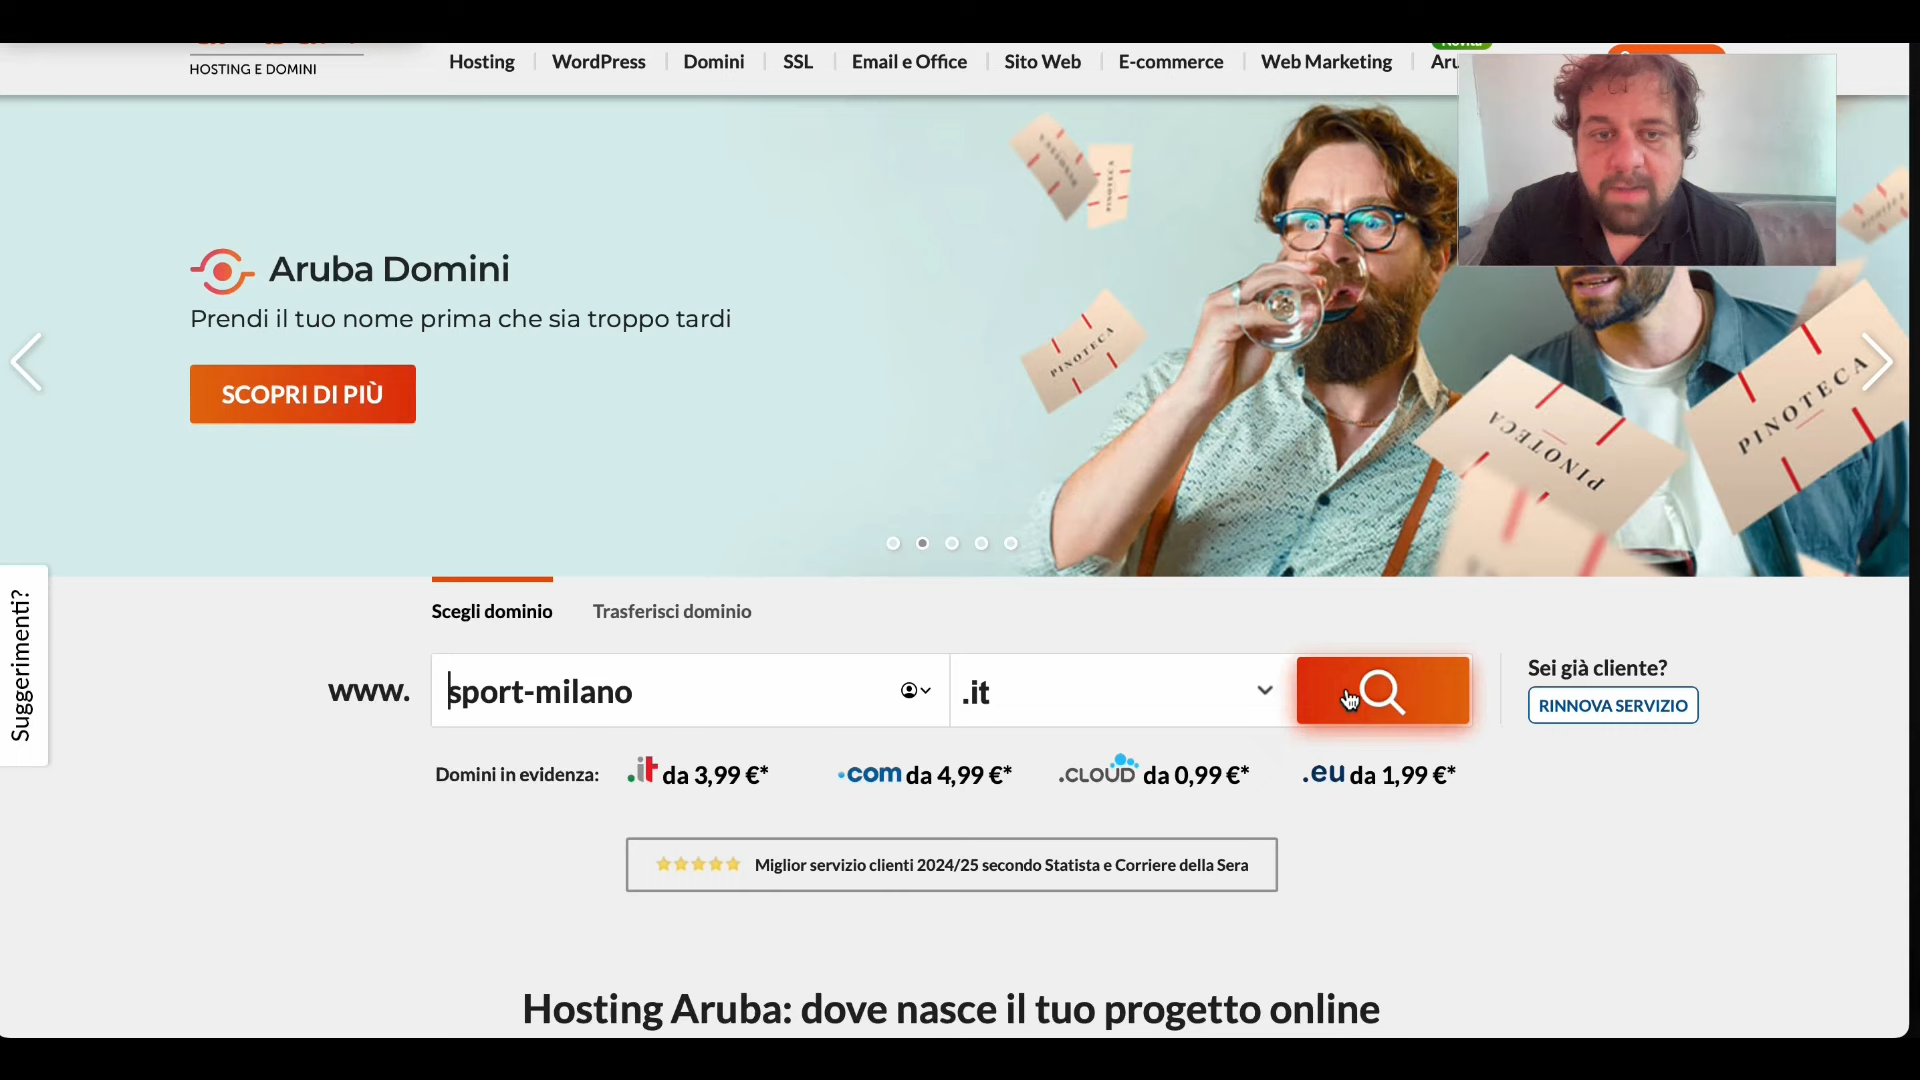 Novità
HOSTING E DOMINI
Hosting
WordPress
Domini
SSL
Email e Office
Sito Web
E-commerce
Web Marketing
Aru
PINOTECA
Aruba Domini
Prendi il tuo nome prima che sia troppo tardi
PINOTECA
SCOPRI DI PIÙ
PINOTECA
PINOTECA
Suggerimenti?
Scegli dominio
Trasferisci dominio
www.
sport-milano
.it
Sei già cliente?
RINNOVA SERVIZIO
Domini in evidenza:
.it da 3,99 €*
.com da 4,99 €*
.CLOUD da 0,99 €*
.eu da 1,99 €*
Miglior servizio clienti 2024/25 secondo Statista e Corriere della Sera
Hosting Aruba: dove nasce il tuo progetto online